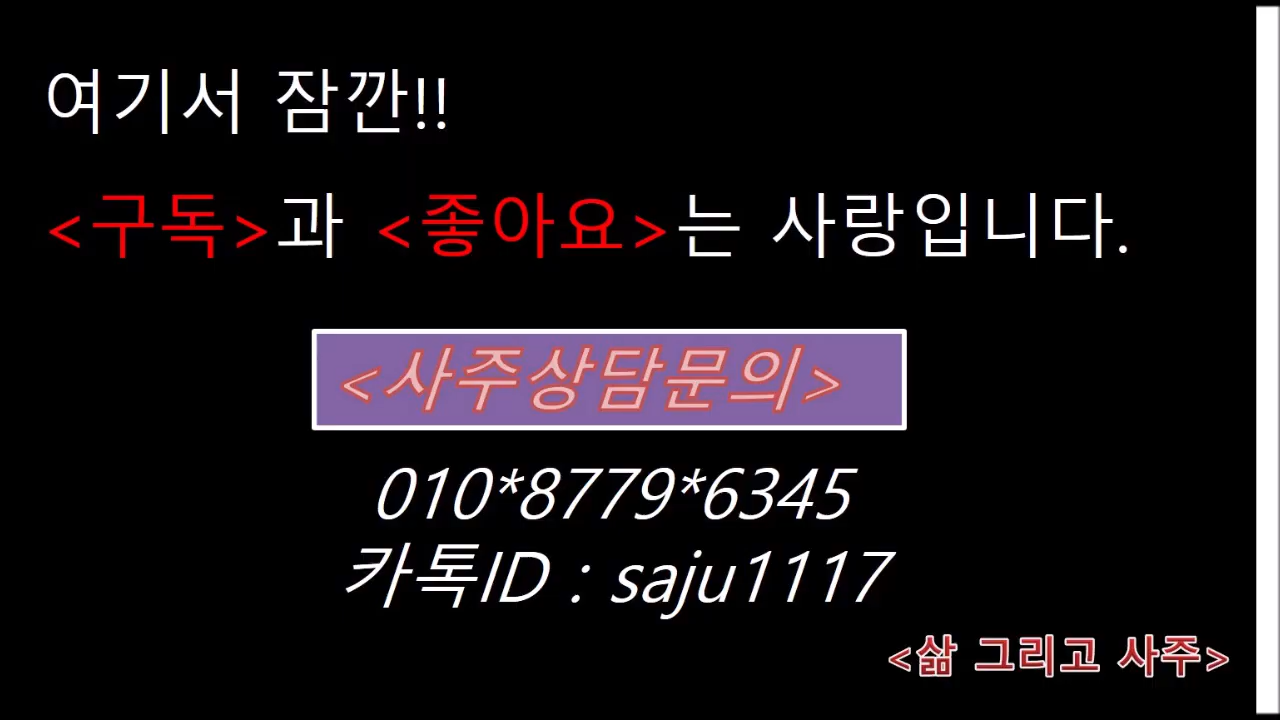 여기서 잠깐!!
<구독>과 <좋아요>는 사랑입니다.
<사주상담문의>
010*8779*6345
카톡ID : saju1117
<삶 그리고 사주>